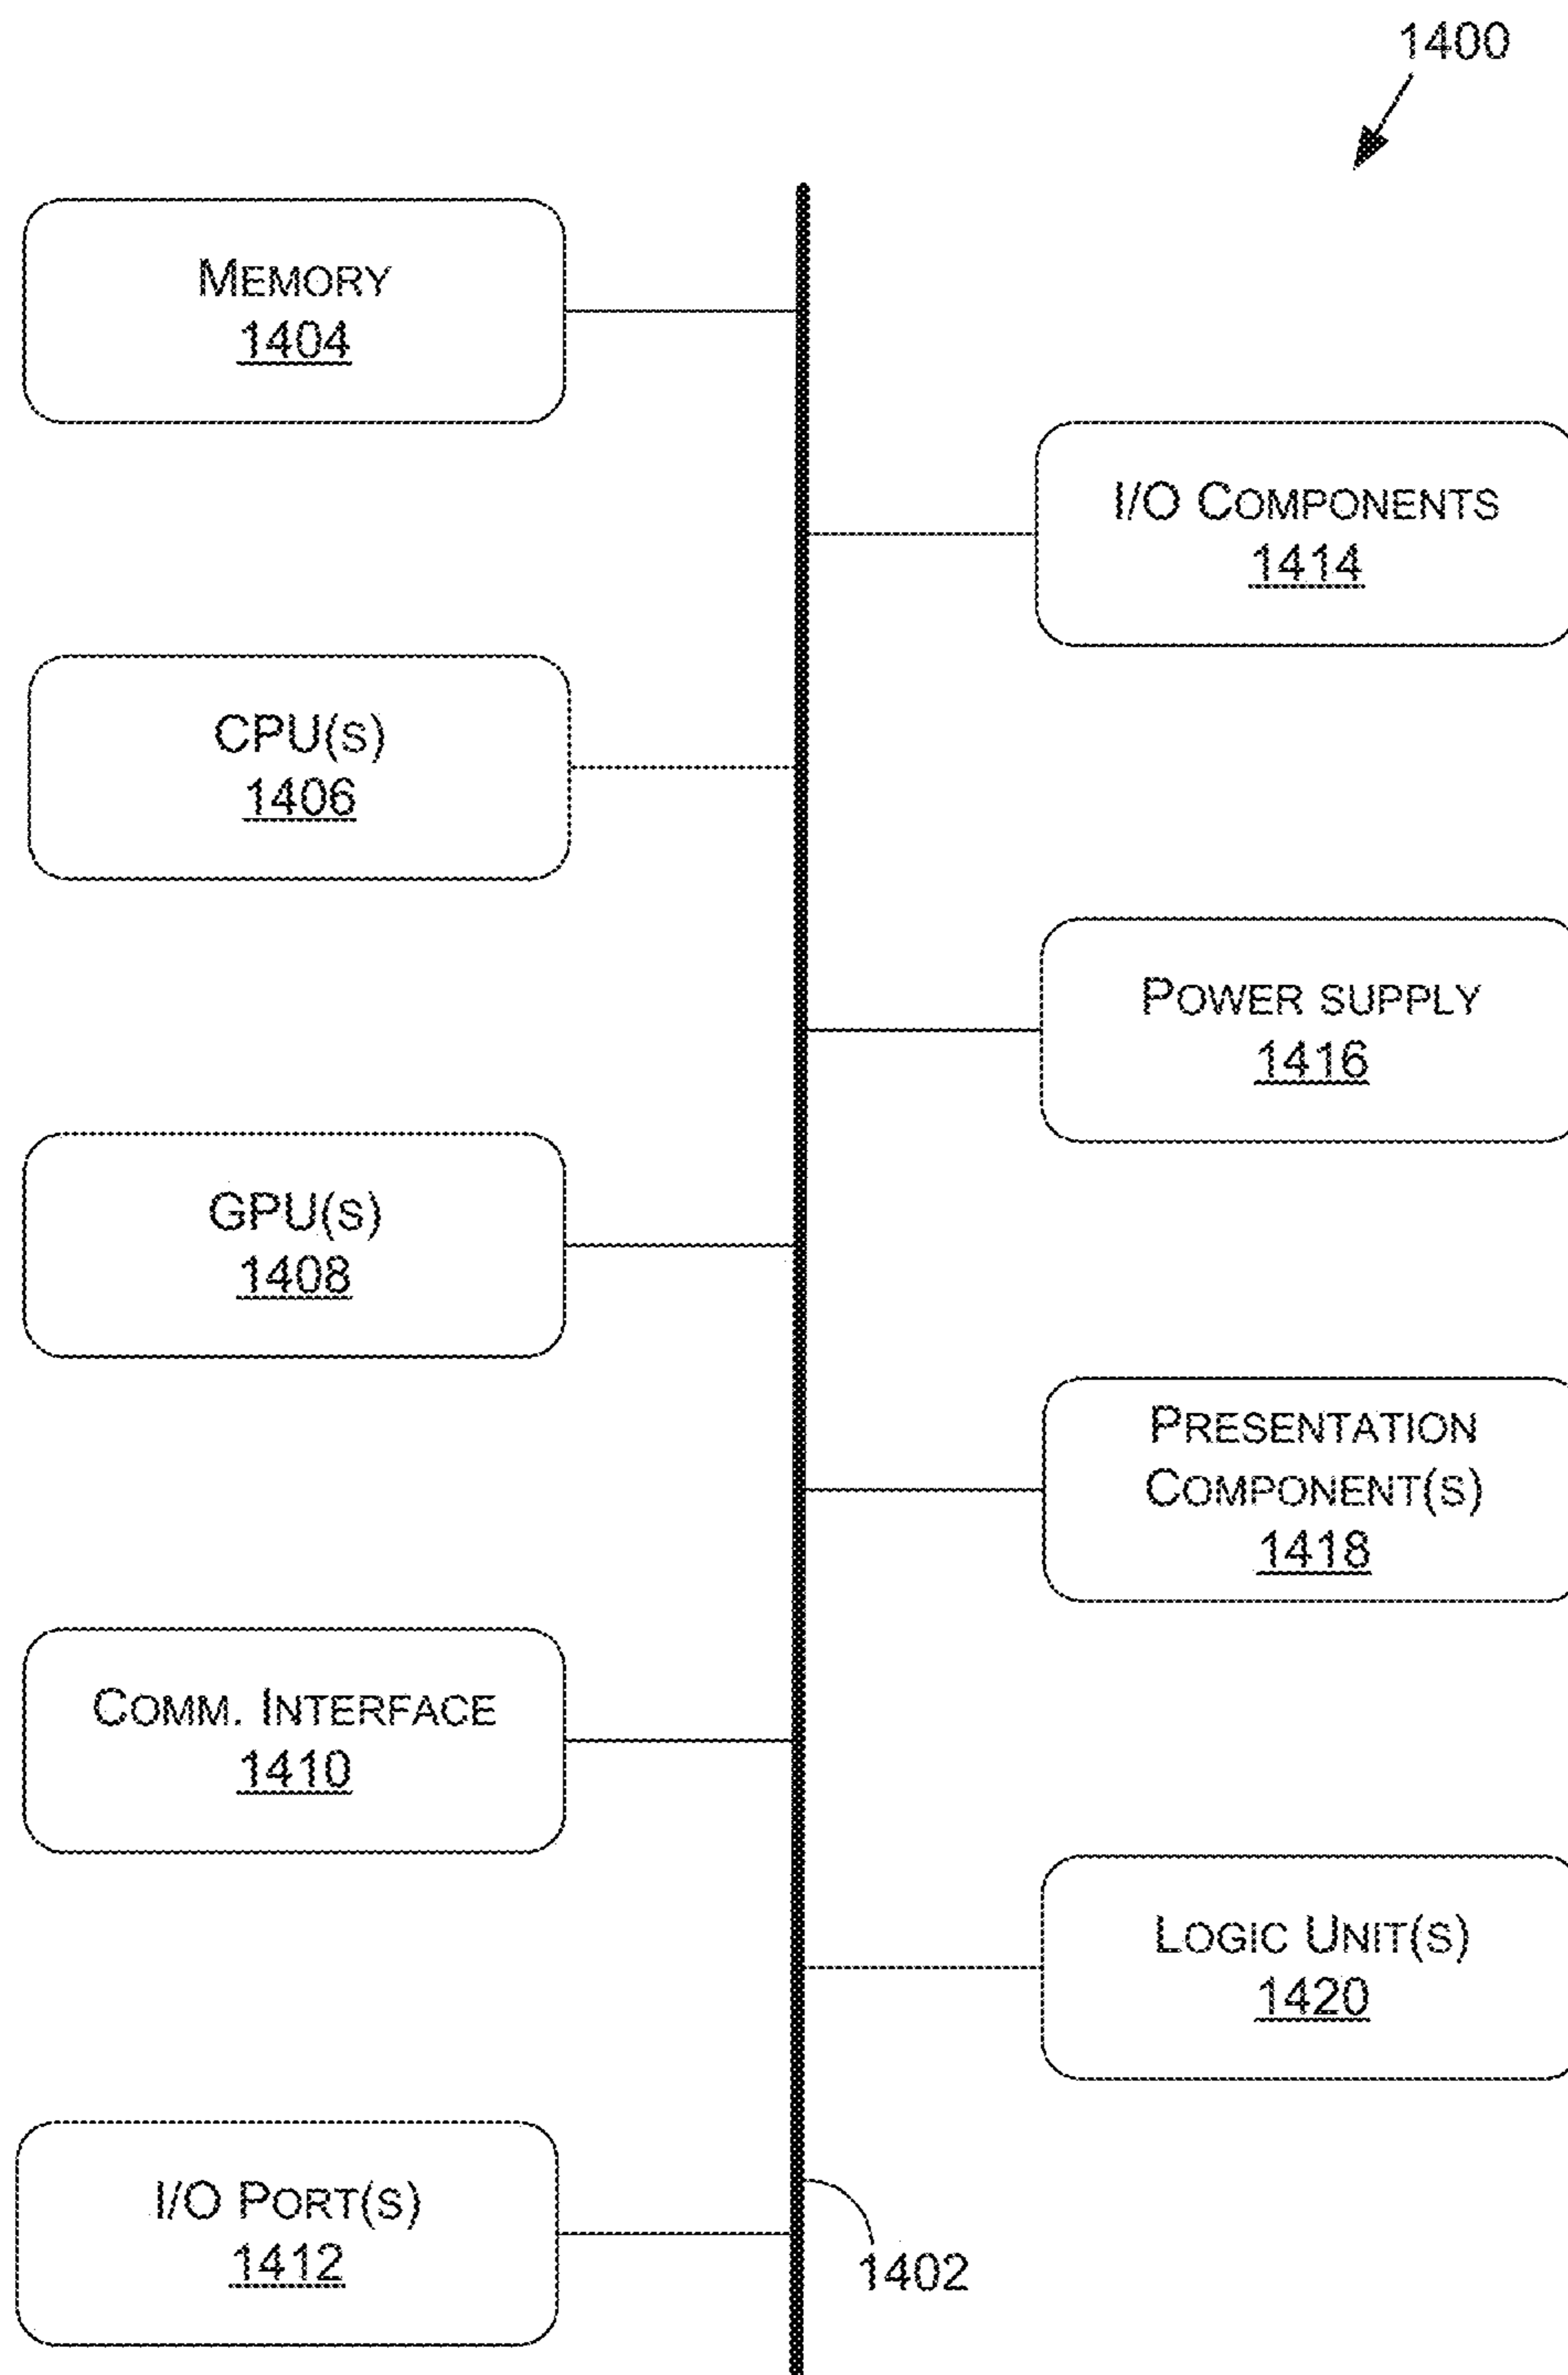 1400
MEMORY
1404
I/O COMPONENTS
1414
CPU(S)
1406
POWER SUPPLY
1416
GPU(S)
1408
PRESENTATION
COMPONENT(S)
1418
COMM. INTERFACE
1410
LOGIC UNIT(S)
1420
I/O PORT(S)
1412
1402